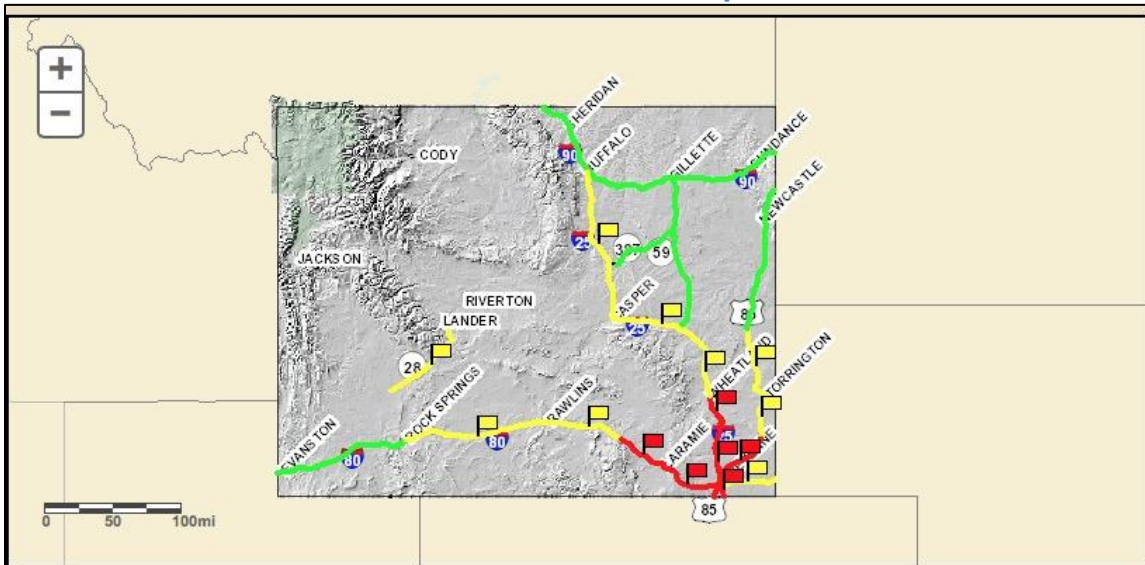 +
−
SHERIDAN
90
BUFFALO
GILLETTE
SUNDANCE
90
CODY
NEWCASTLE
25
387
59
JACKSON
RIVERTON
LANDER
CASPER
85
25
28
WHEATLAND
TORRINGTON
ROCK SPRINGS
RAWLINS
EVANSTON
80
80
LARAMIE
25
85
0 50 100mi